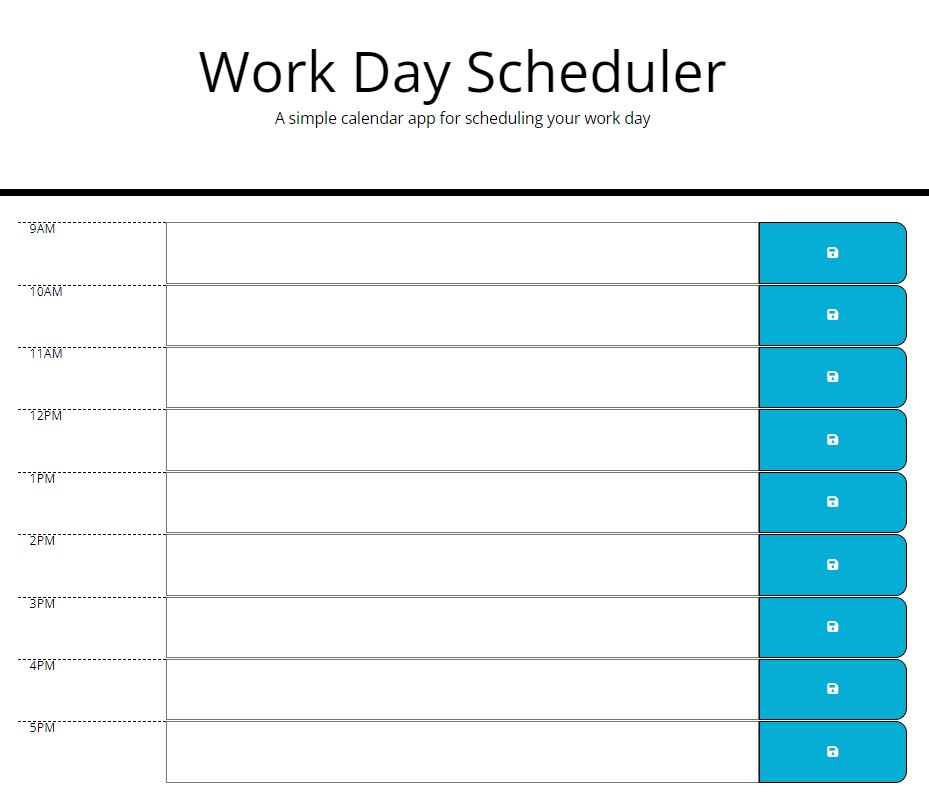 Work Day Scheduler
A simple calendar app for scheduling your work day
9AM
10AM
11AM
12PM
1PM
2PM
3PM
4PM
5PM